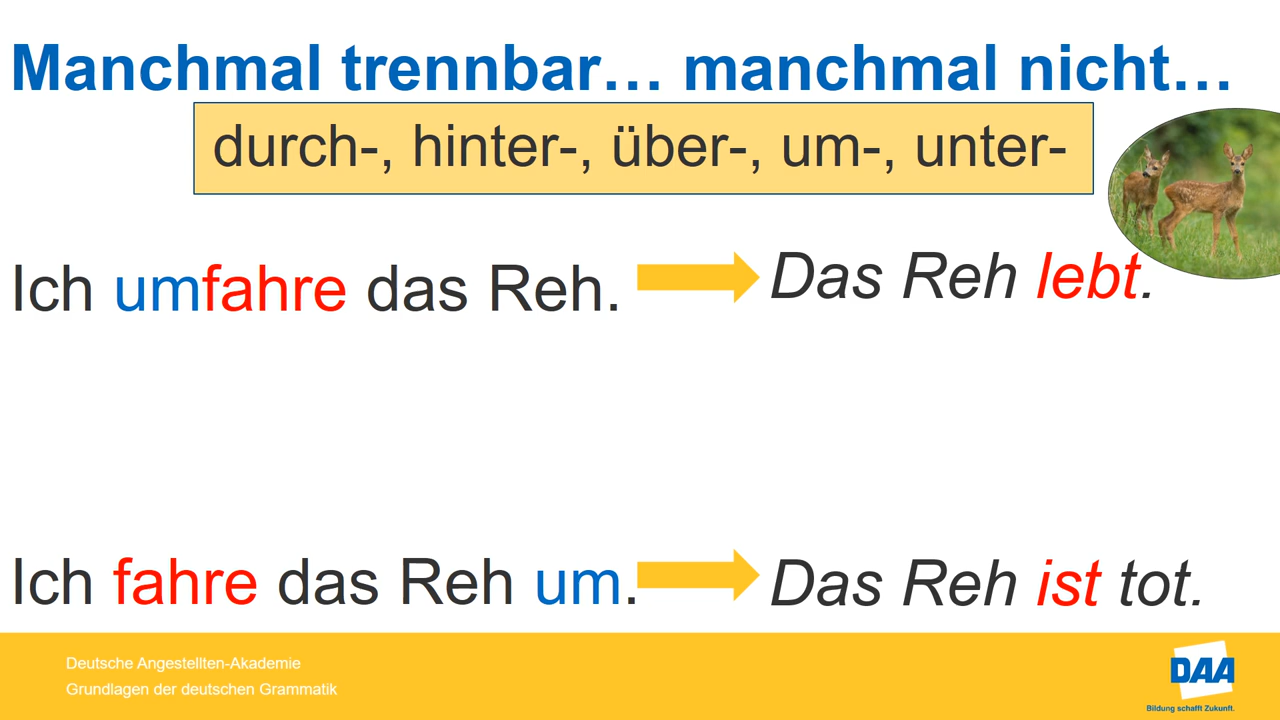 Manchmal trennbar… manchmal nicht…
durch-, hinter-, über-, um-, unter-
Ich umfahre das Reh.
Das Reh lebt.
Ich fahre das Reh um.
Das Reh ist tot.
Deutsche Angestellten-Akademie
Grundlagen der deutschen Grammatik
DAA
Bildung schafft Zukunft.